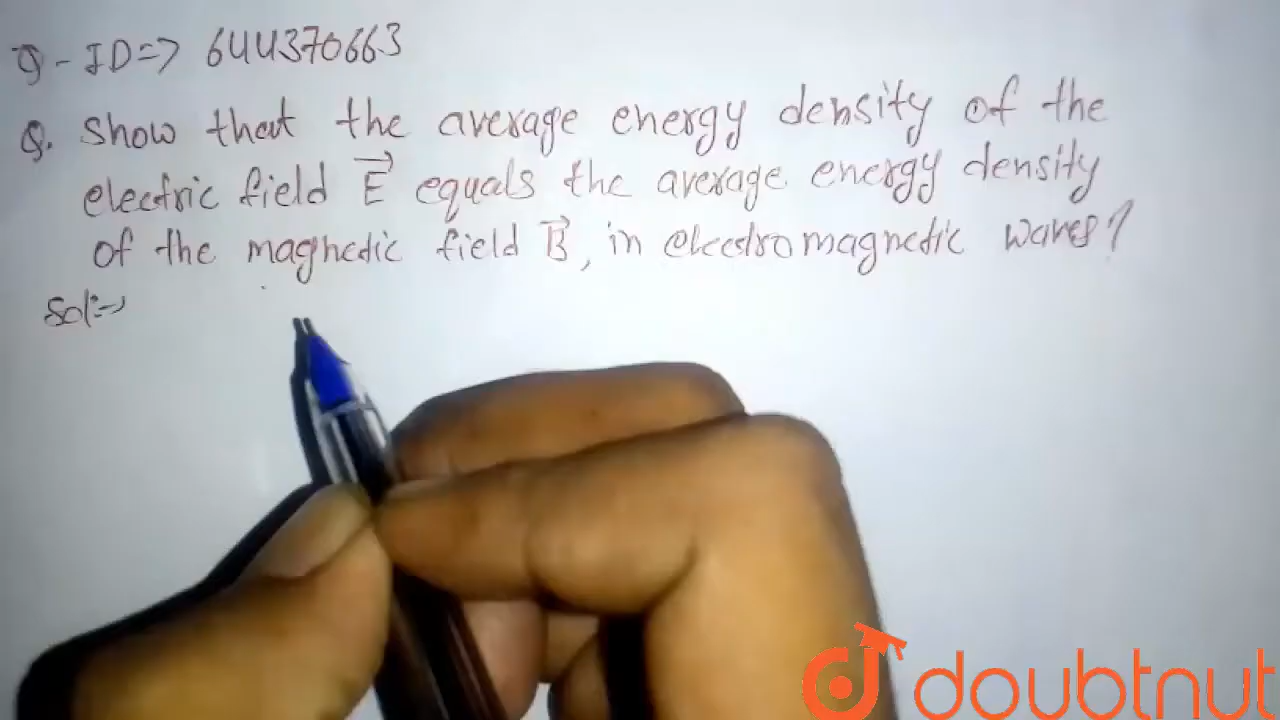 Q-ID=> 644370663
Q. Show that the average energy density of the
electric field E⃗ equals the average energy density
of the magnetic field B⃗, in electromagnetic waves?
Sol:->
doubtnut